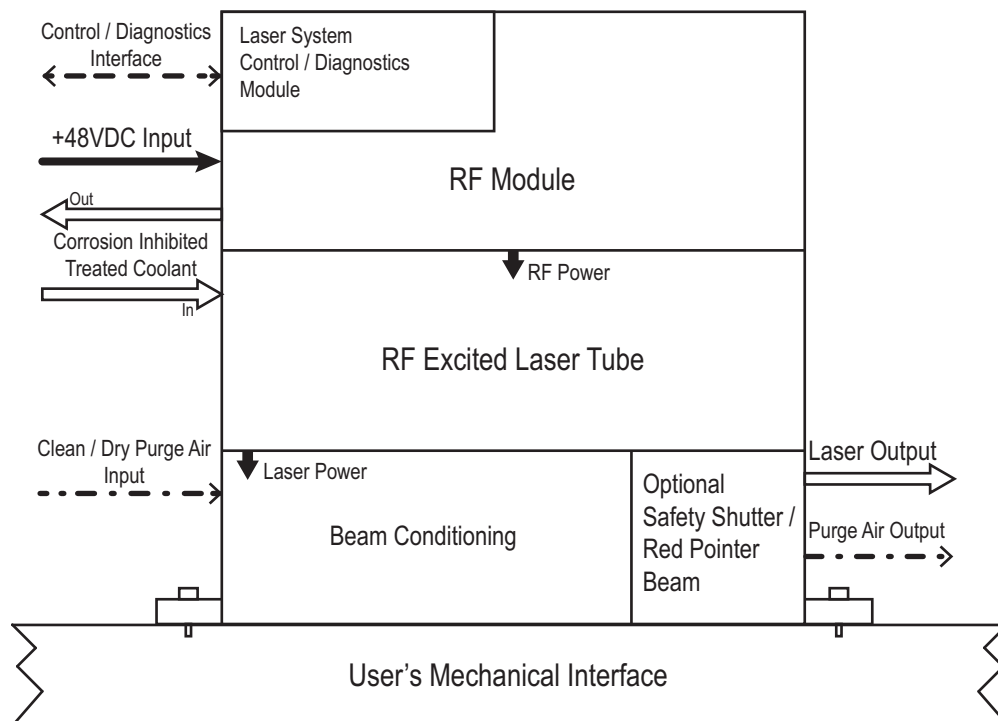 Control / Diagnostics
Interface
Laser System
Control / Diagnostics
Module
+48VDC Input
RF Module
Out
Corrosion Inhibited
Treated Coolant
In
RF Power
RF Excited Laser Tube
Clean / Dry Purge Air
Input
Laser Power
Beam Conditioning
Optional
Safety Shutter /
Red Pointer
Beam
Laser Output
Purge Air Output
User’s Mechanical Interface